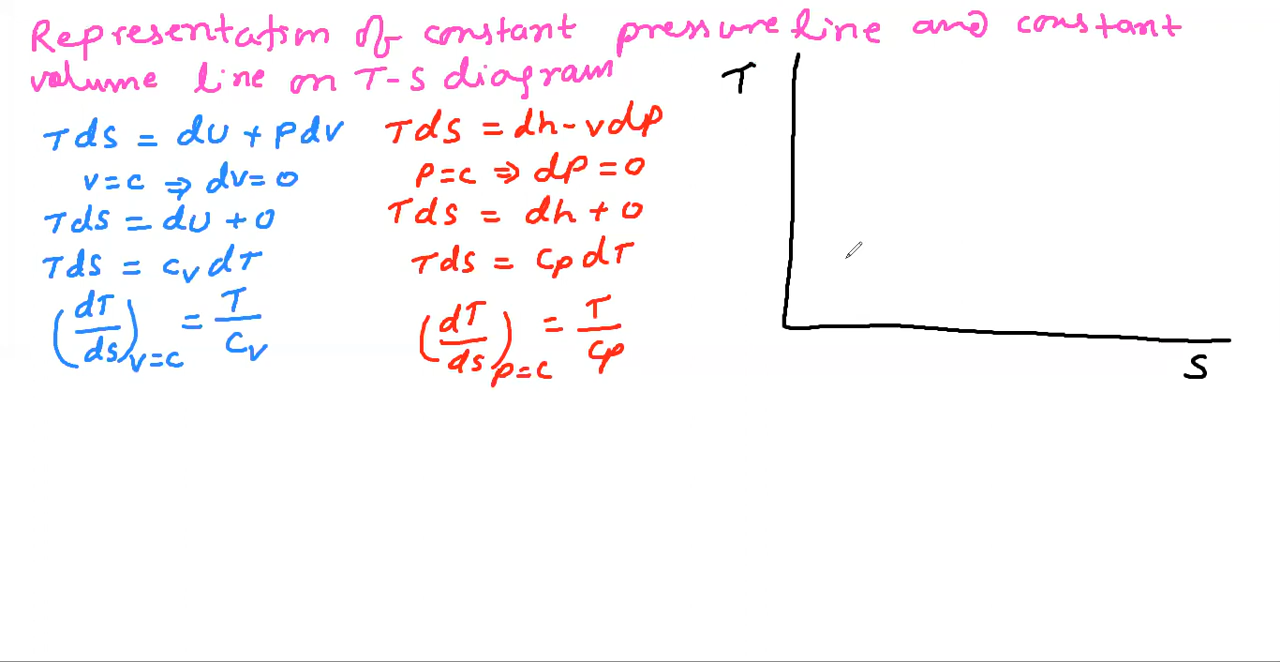 Representation of constant pressure line and constant
volume line on T-S diagram
Tds = du + Pdv
v=c ⇒ dv=0
Tds = du + 0
Tds = cv dT
(dT/ds)v=c = T/cv
Tds = dh - vdp
p=c ⇒ dp=0
Tds = dh + 0
Tds = cp dT
(dT/ds)p=c = T/cp
T
S